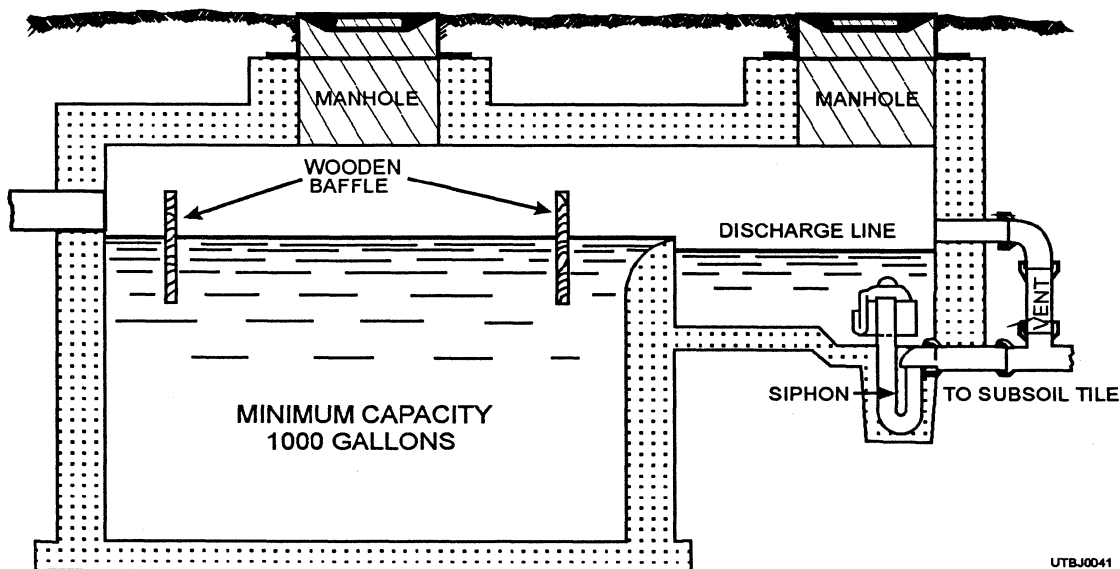 MANHOLE
MANHOLE
WOODEN
BAFFLE
DISCHARGE LINE
VENT
SIPHON
TO SUBSOIL TILE
MINIMUM CAPACITY
1000 GALLONS
UTBJ0041